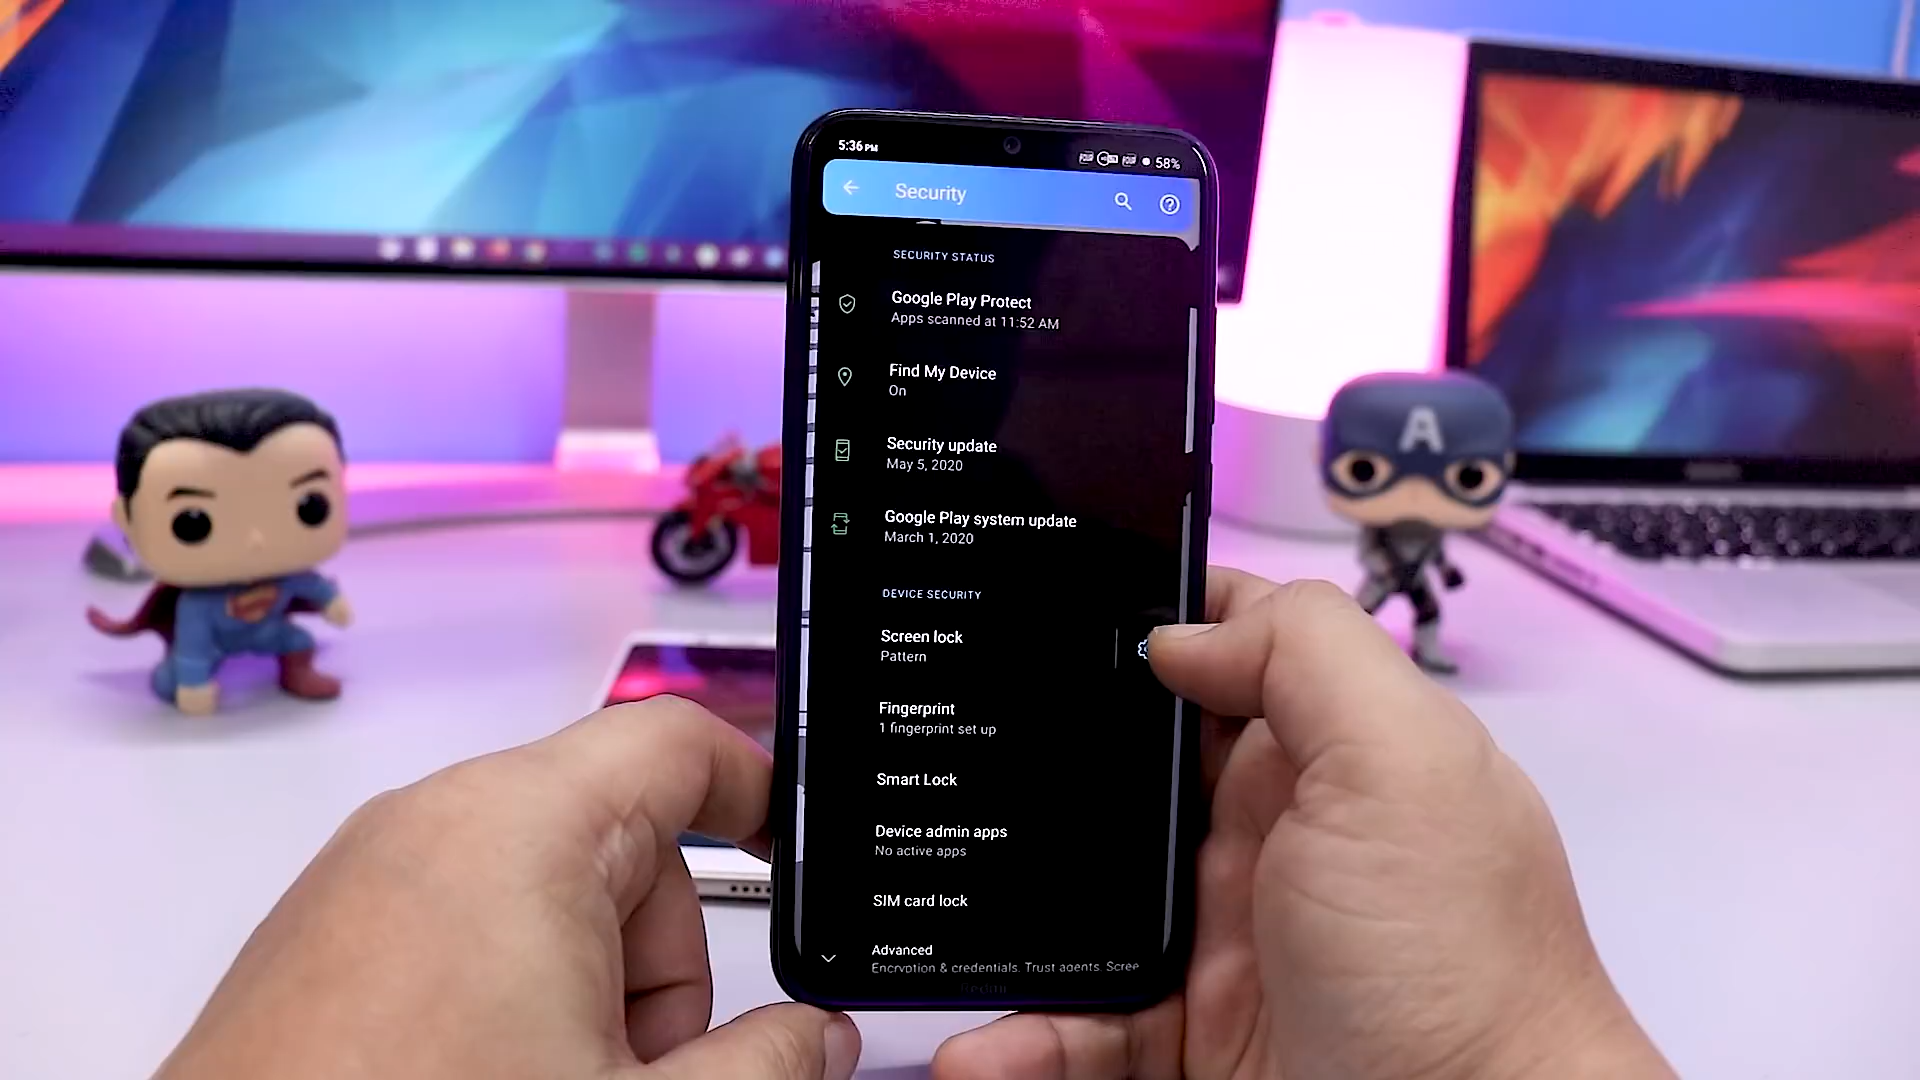 5:36 PM
58%
Security
SECURITY STATUS
Google Play Protect
Apps scanned at 11:52 AM
Find My Device
On
Security update
May 5, 2020
Google Play system update
March 1, 2020
DEVICE SECURITY
Screen lock
Pattern
Fingerprint
1 fingerprint set up
Smart Lock
Device admin apps
No active apps
SIM card lock
Advanced
Encryption & credentials, Trust agents, Scree
Redmi
A